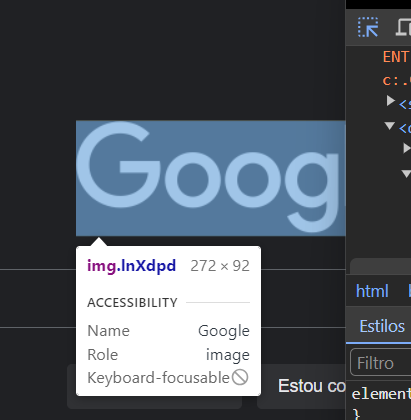 Goog
img.lnXdpd 272 × 92
ACCESSIBILITY
Name Google
Role image
Keyboard-focusable
Estou co
ENT
c:.
<s
<
html
Estilos
Filtro
element
}